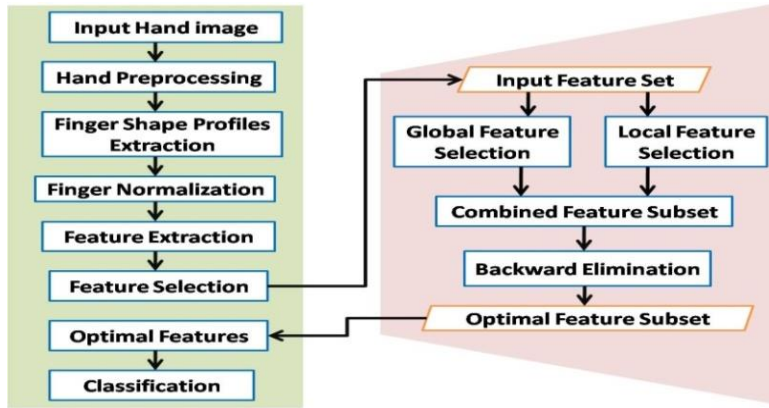 Input Hand image
Hand Preprocessing
Finger Shape Profiles
Extraction
Finger Normalization
Feature Extraction
Feature Selection
Optimal Features
Classification
Input Feature Set
Global Feature
Selection
Local Feature
Selection
Combined Feature Subset
Backward Elimination
Optimal Feature Subset